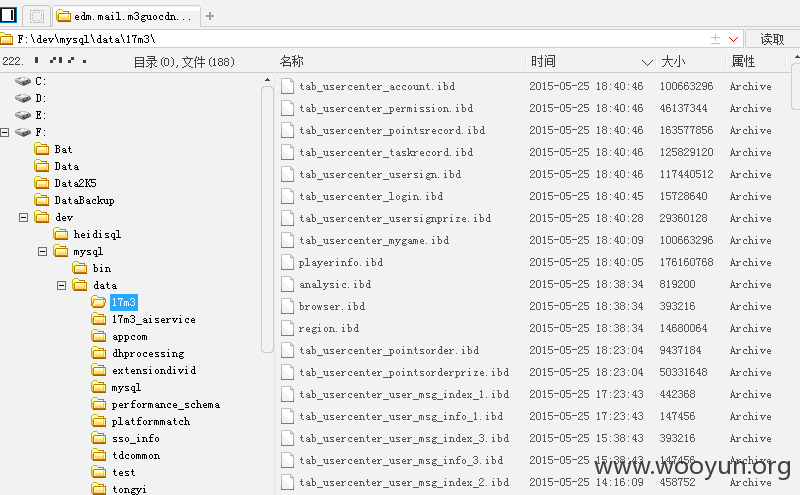 edm.mail.m3guocdn...
F:\dev\mysql\data\17m3\
读取
222.
目录(0),文件(188)
名称 时间 大小 属性
C:
D:
E:
F:
Bat
Data
Data2K5
DataBackup
dev
heidisql
mysql
bin
data
17m3
17m3_aiservice
appcom
dhprocessing
extensiondivid
mysql
performance_schema
platformmatch
sso_info
tdcommon
test
tongyi
tab_usercenter_account.ibd 2015-05-25 18:40:46 100663296 Archive
tab_usercenter_permission.ibd 2015-05-25 18:40:46 46137344 Archive
tab_usercenter_pointsrecord.ibd 2015-05-25 18:40:46 163577856 Archive
tab_usercenter_taskrecord.ibd 2015-05-25 18:40:46 125829120 Archive
tab_usercenter_usersign.ibd 2015-05-25 18:40:46 117440512 Archive
tab_usercenter_login.ibd 2015-05-25 18:40:45 15728640 Archive
tab_usercenter_usersignprize.ibd 2015-05-25 18:40:28 29360128 Archive
tab_usercenter_mygame.ibd 2015-05-25 18:40:09 100663296 Archive
playerinfo.ibd 2015-05-25 18:40:05 176160768 Archive
analysic.ibd 2015-05-25 18:38:34 819200 Archive
browser.ibd 2015-05-25 18:38:34 393216 Archive
region.ibd 2015-05-25 18:38:34 14680064 Archive
tab_usercenter_pointsorder.ibd 2015-05-25 18:23:04 9437184 Archive
tab_usercenter_pointsorderprize.ibd 2015-05-25 18:23:04 50331648 Archive
tab_usercenter_user_msg_index_1.ibd 2015-05-25 17:23:43 442368 Archive
tab_usercenter_user_msg_info_1.ibd 2015-05-25 17:23:43 147456 Archive
tab_usercenter_user_msg_index_3.ibd 2015-05-25 15:38:43 393216 Archive
tab_usercenter_user_msg_info_3.ibd 2015-05-25 15:38:43 147456 Archive
tab_usercenter_user_msg_index_2.ibd 2015-05-25 14:16:09 458752 Archive
www.wooyun.org